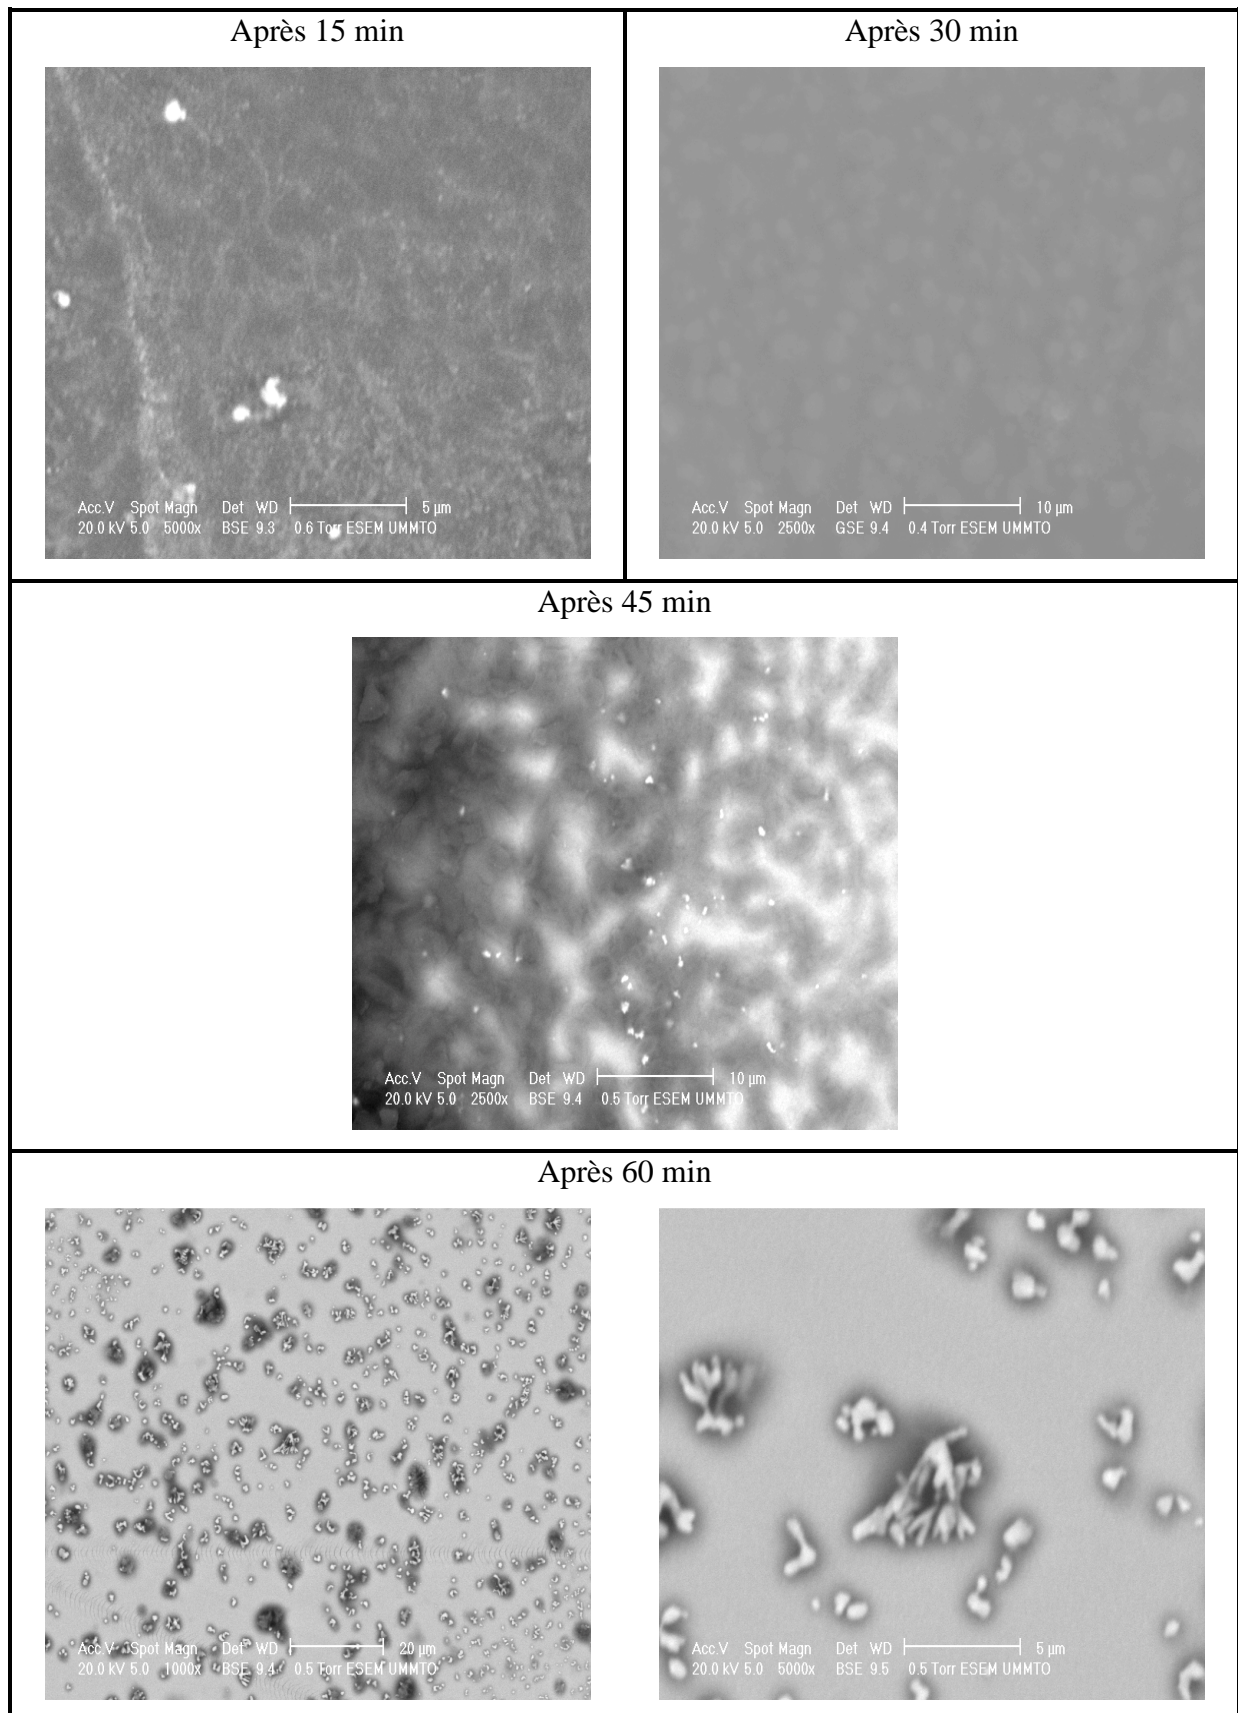 Après 15 min
Après 30 min
Acc.V Spot Magn Det WD 5 µm
20.0 kV 5.0 5000x BSE 9.3 0.6 Torr ESEM UMMTO
Acc.V Spot Magn Det WD 10 µm
20.0 kV 5.0 2500x GSE 9.4 0.4 Torr ESEM UMMTO
Après 45 min
Acc.V Spot Magn Det WD 10 µm
20.0 kV 5.0 2500x BSE 9.4 0.5 Torr ESEM UMMTO
Après 60 min
Acc.V Spot Magn Det WD 20 µm
20.0 kV 5.0 1000x BSE 9.4 0.5 Torr ESEM UMMTO
Acc.V Spot Magn Det WD 5 µm
20.0 kV 5.0 5000x BSE 9.5 0.5 Torr ESEM UMMTO